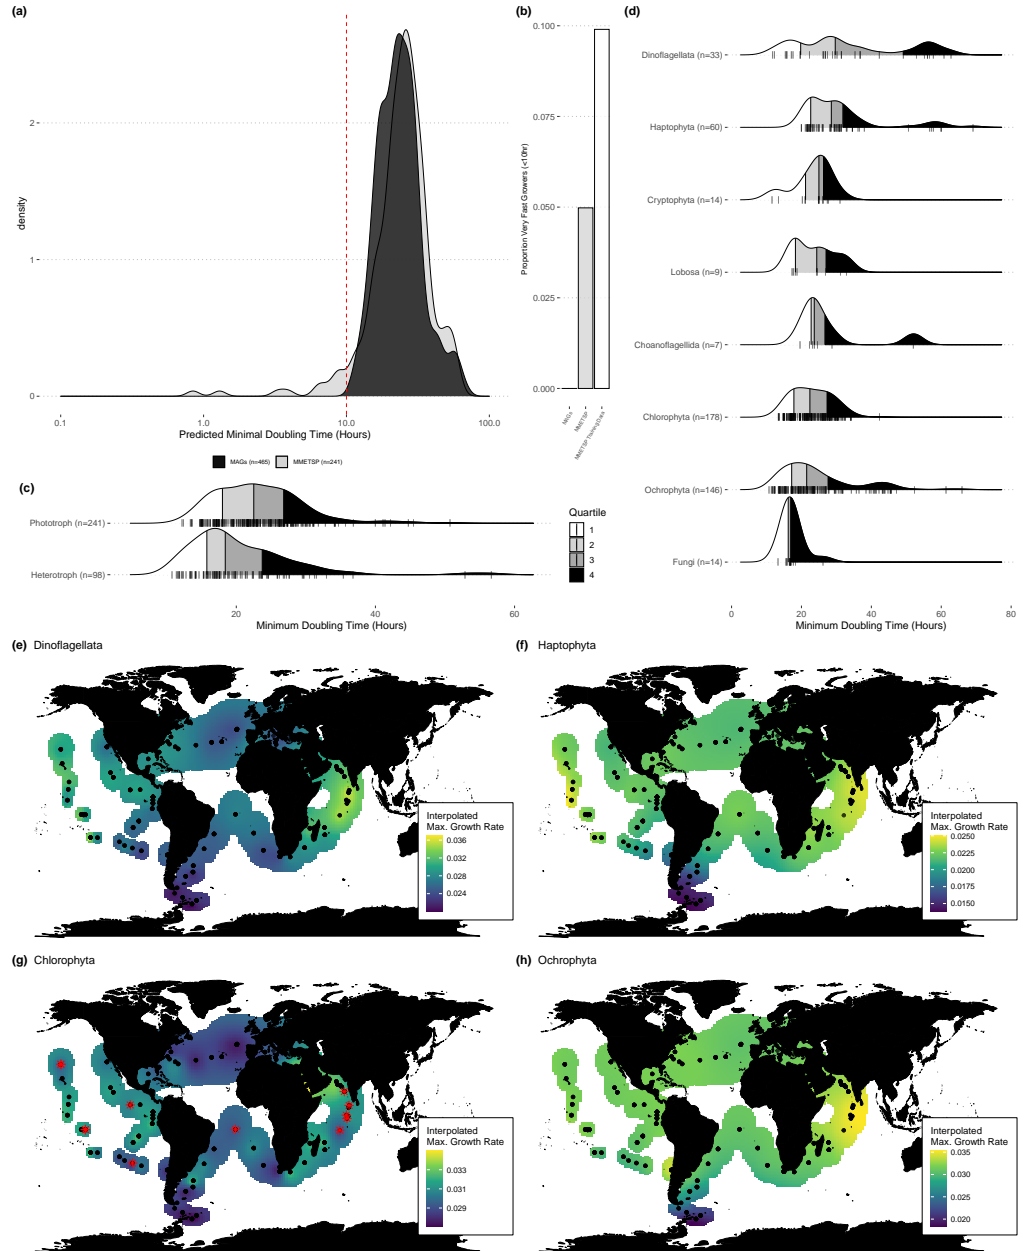 (a)
density
2
1
0
0.1
1.0
10.0
100.0
Predicted Minimal Doubling Time (Hours)
MAGs (n=465)
MMETSP (n=241)
(b)
Proportion Very Fast Growers (<10hr)
0.100
0.075
0.050
0.025
0.000
MAGs
MMETSP
(c)
Phototroph (n=241)
Heterotroph (n=98)
20
40
60
Minimum Doubling Time (Hours)
Quartile
1
2
3
4
(d)
Dinoflagellata (n=33)
Haptophyta (n=60)
Cryptophyta (n=14)
Lobosa (n=9)
Choanoflagellida (n=7)
Chlorophyta (n=178)
Ochrophyta (n=146)
Fungi (n=14)
0
20
40
60
80
Minimum Doubling Time (Hours)
(e) Dinoflagellata
Interpolated
Max. Growth Rate
0.036
0.032
0.028
0.024
(f) Haptophyta
Interpolated
Max. Growth Rate
0.0250
0.0225
0.0200
0.0175
0.0150
(g) Chlorophyta
Interpolated
Max. Growth Rate
0.033
0.031
0.029
(h) Ochrophyta
Interpolated
Max. Growth Rate
0.035
0.030
0.025
0.020